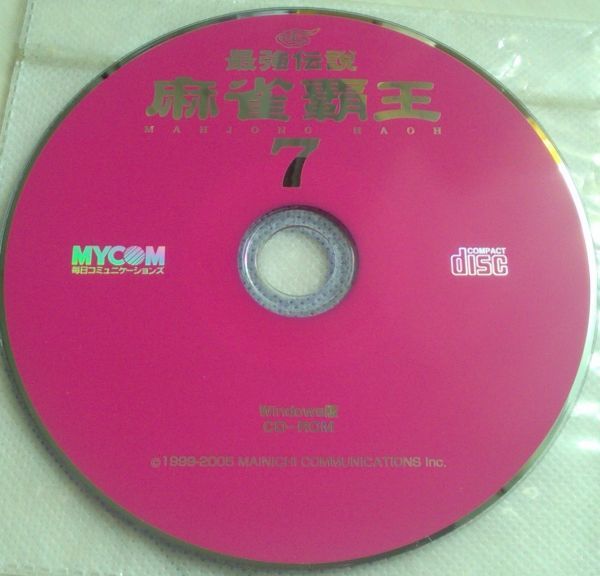 最強伝説
麻雀覇王
MAHJONG HAOH
7
MYCOM
毎日コミュニケーションズ
COMPACT
disc
Windows版
CD-ROM
©1999-2005 MAINICHI COMMUNICATIONS Inc.